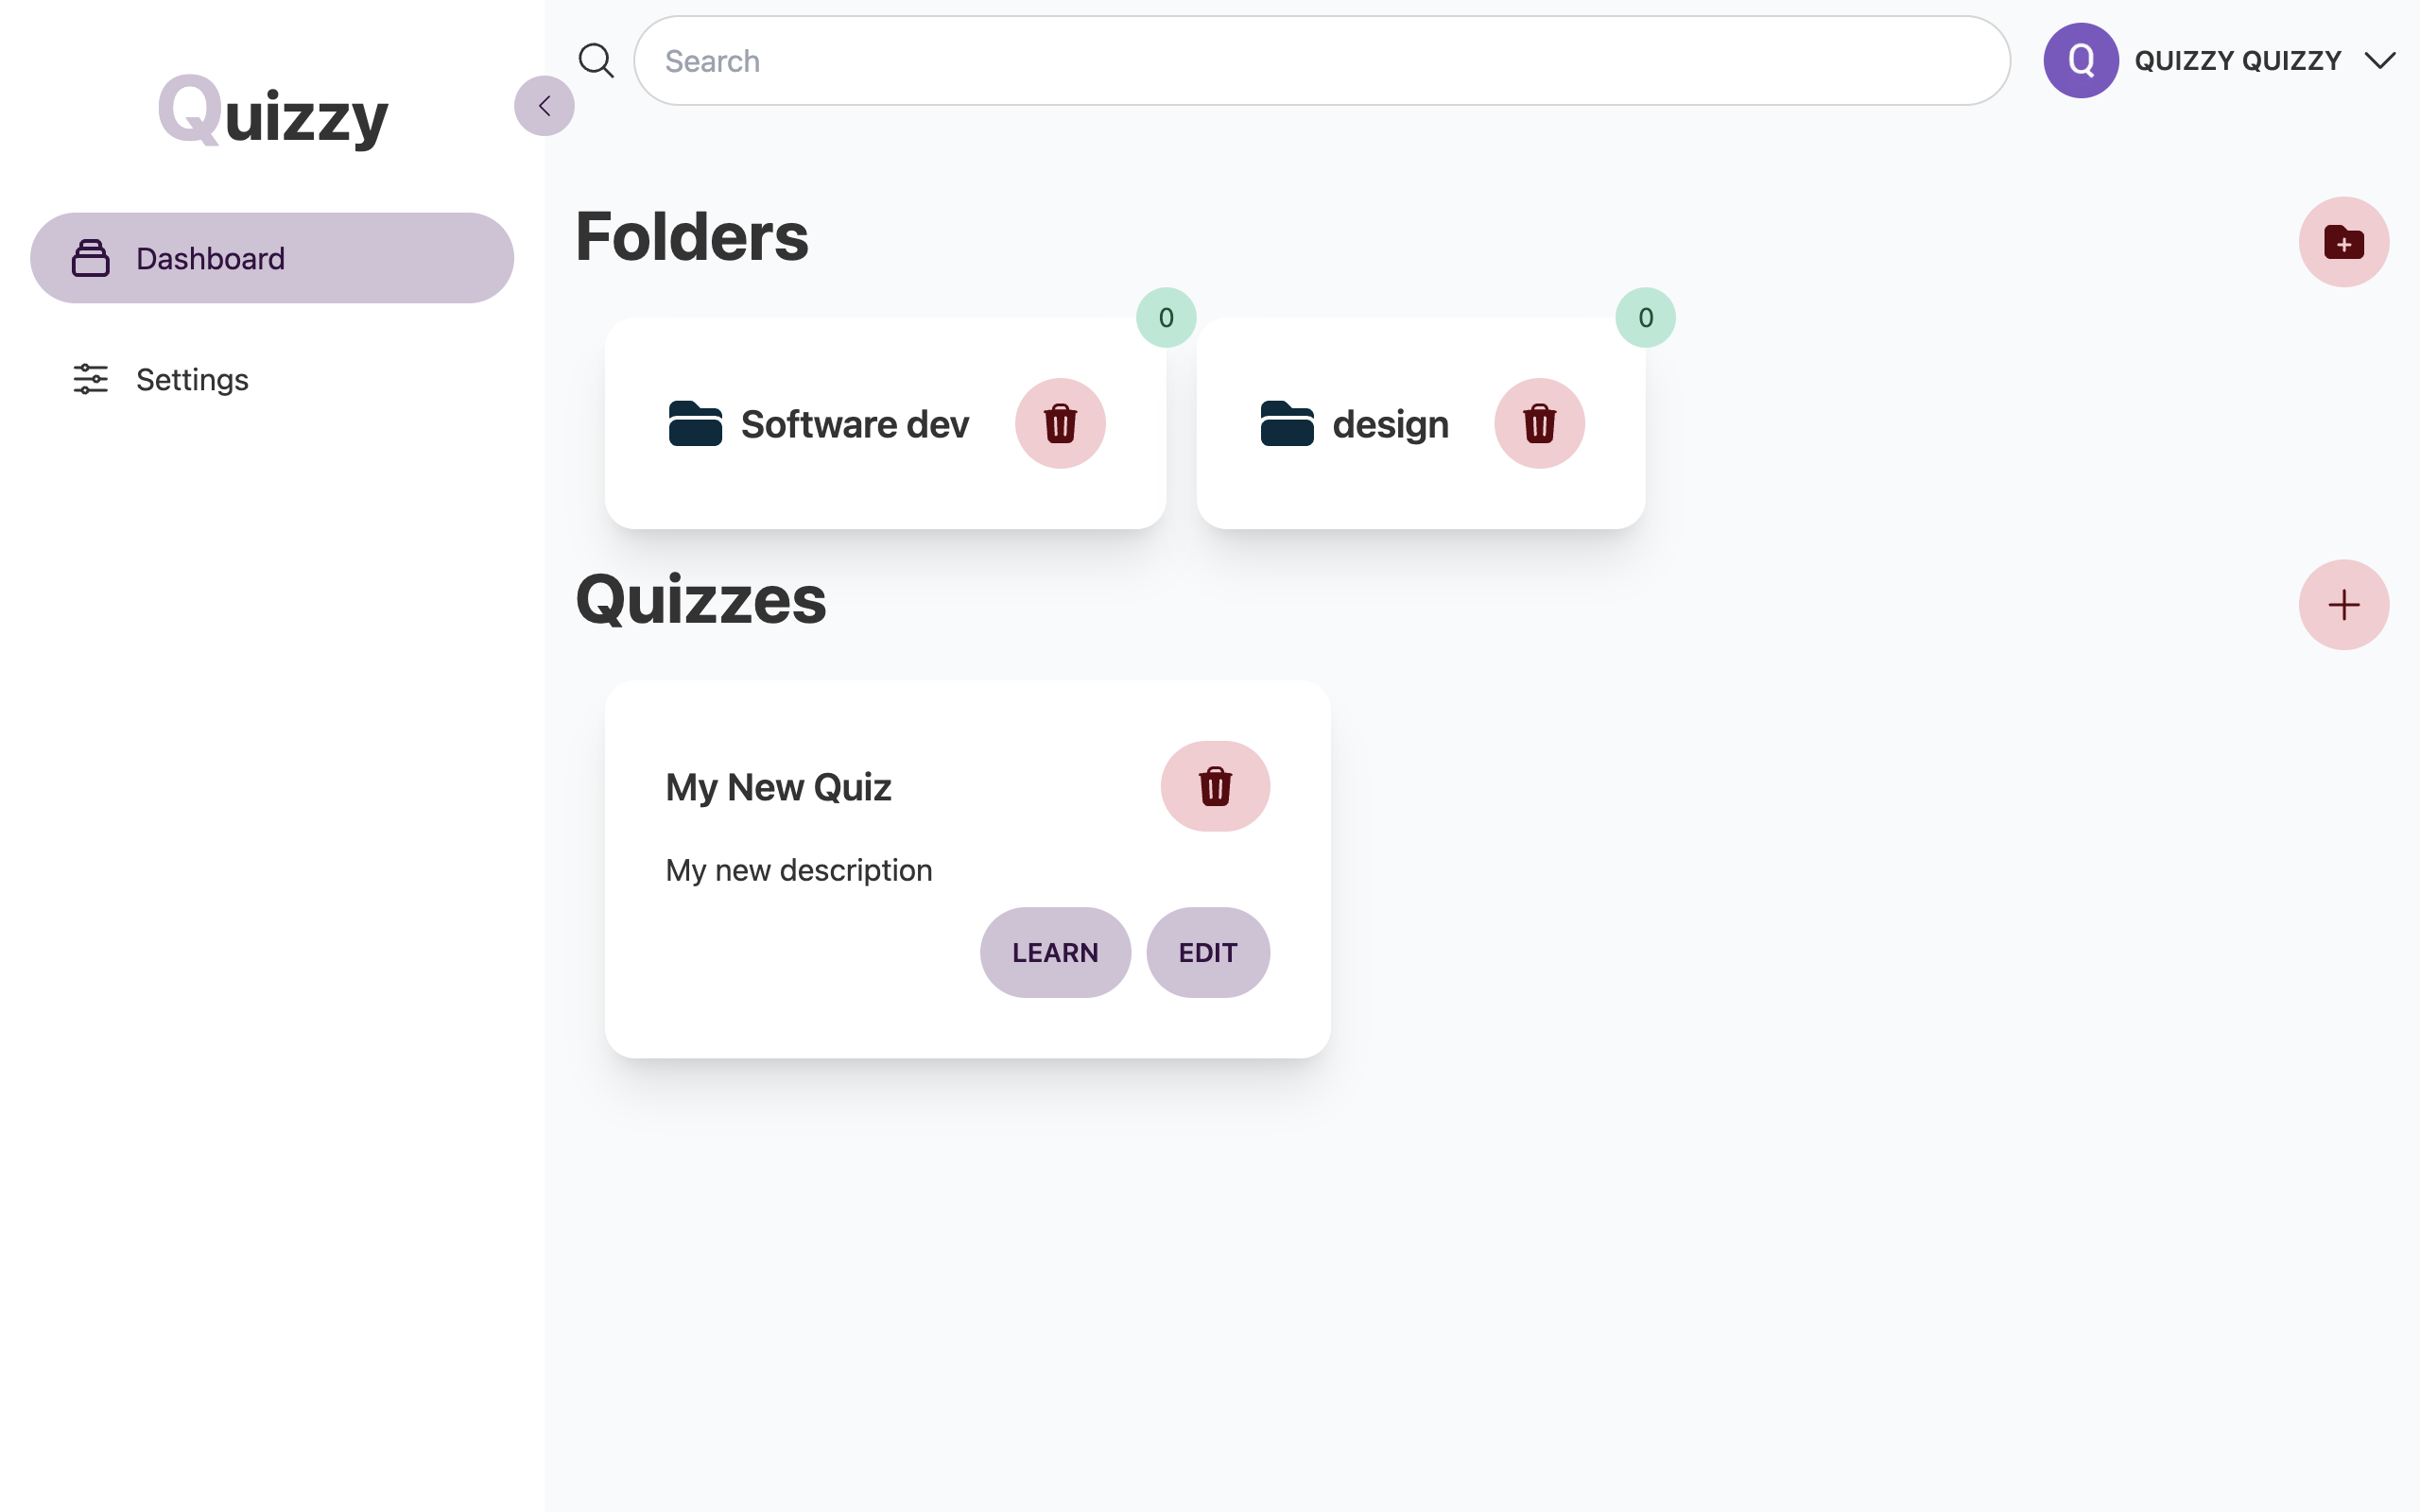 Quizzy
Search
Q
QUIZZY QUIZZY
Dashboard
Settings
Folders
0
0
Software dev
design
Quizzes
My New Quiz
My new description
LEARN
EDIT